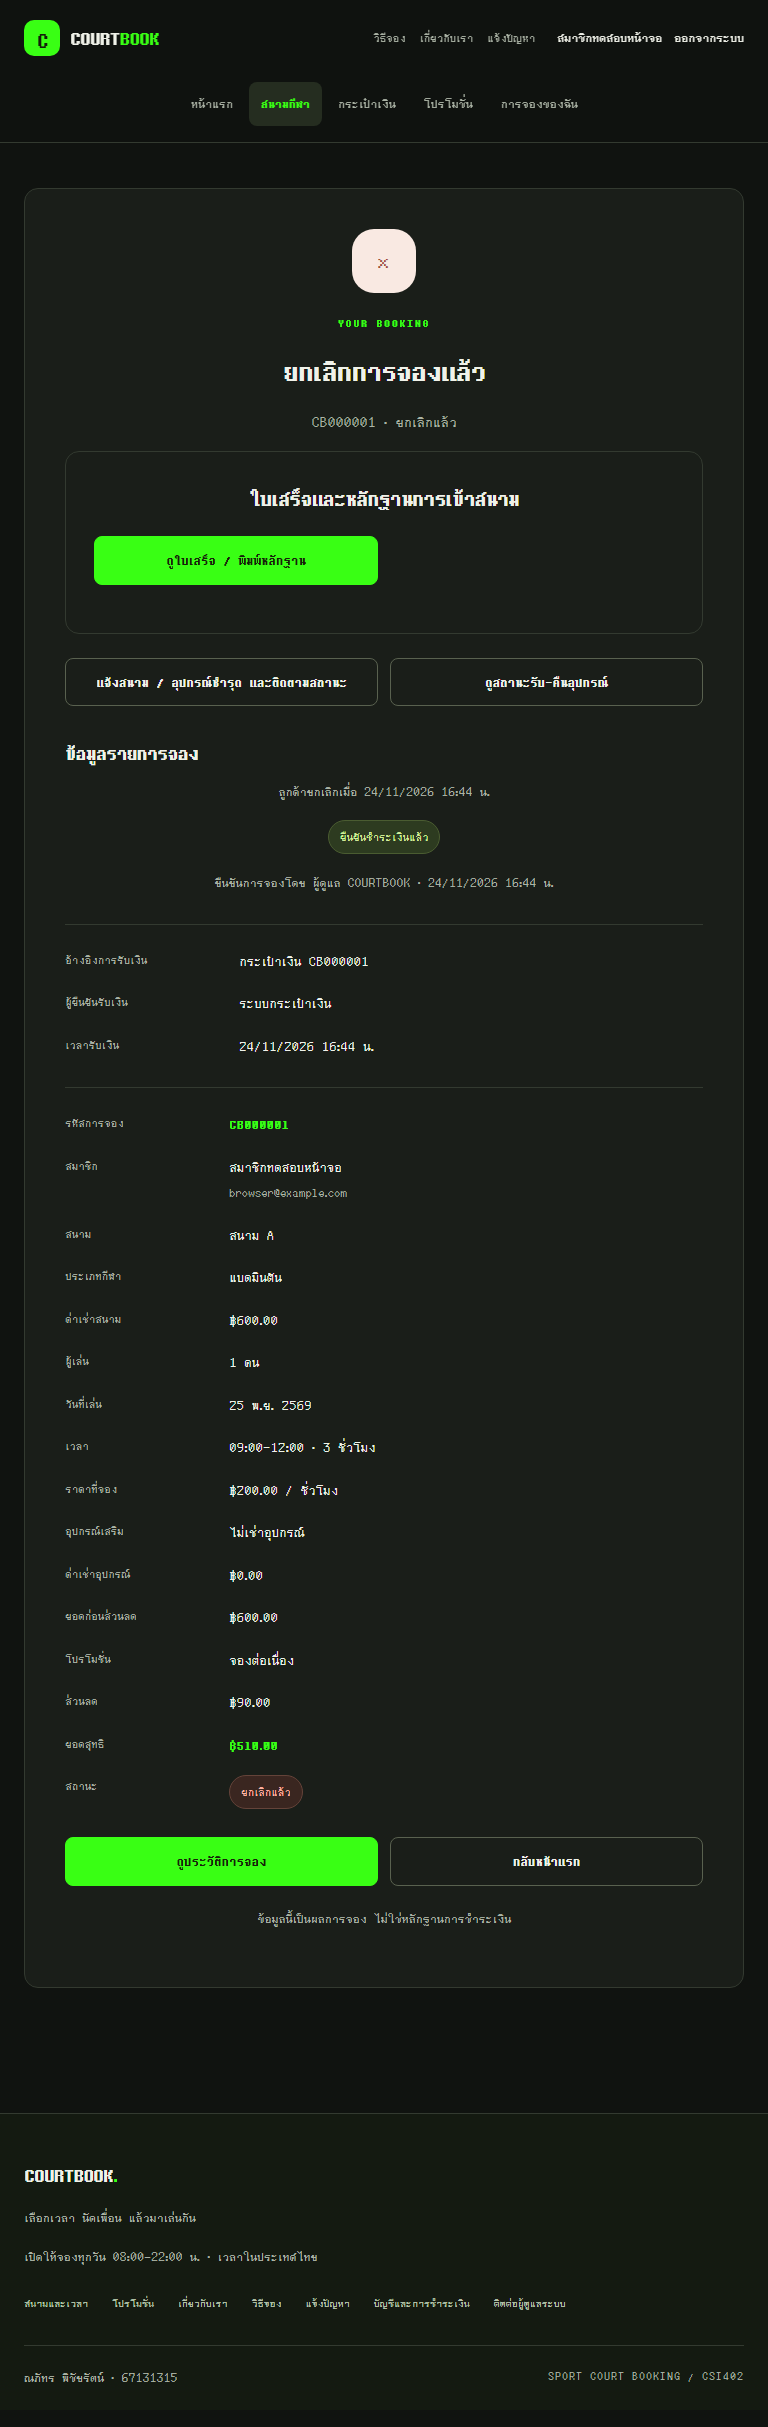 C COURTBOOK
วิธีจอง เกี่ยวกับเรา แจ้งปัญหา สมาชิกทดสอบหน้าจอ ออกจากระบบ
หน้าแรก สนามกีฬา กระเป๋าเงิน โปรโมชั่น การจองของฉัน
×
YOUR BOOKING
ยกเลิกการจองแล้ว
CB000001 · ยกเลิกแล้ว
ใบเสร็จและหลักฐานการเข้าสนาม
ดูใบเสร็จ / พิมพ์หลักฐาน
แจ้งสนาม / อุปกรณ์ชำรุด และติดตามสถานะ ดูสถานะรับ-คืนอุปกรณ์
ข้อมูลรายการจอง
ลูกค้ายกเลิกเมื่อ 24/11/2026 16:44 น.
ยืนยันชำระเงินแล้ว
ยืนยันการจองโดย ผู้ดูแล COURTBOOK · 24/11/2026 16:44 น.
อ้างอิงการรับเงิน กระเป๋าเงิน CB000001
ผู้ยืนยันรับเงิน ระบบกระเป๋าเงิน
เวลารับเงิน 24/11/2026 16:44 น.
รหัสการจอง CB000001
สมาชิก สมาชิกทดสอบหน้าจอ
browser@example.com
สนาม สนาม A
ประเภทกีฬา แบดมินตัน
ค่าเช่าสนาม ฿600.00
ผู้เล่น 1 คน
วันที่เล่น 25 พ.ย. 2569
เวลา 09:00–12:00 · 3 ชั่วโมง
ราคาที่จอง ฿200.00 / ชั่วโมง
อุปกรณ์เสริม ไม่เช่าอุปกรณ์
ค่าเช่าอุปกรณ์ ฿0.00
ยอดก่อนส่วนลด ฿600.00
โปรโมชั่น จองต่อเนื่อง
ส่วนลด ฿90.00
ยอดสุทธิ ฿510.00
สถานะ ยกเลิกแล้ว
ดูประวัติการจอง กลับหน้าแรก
ข้อมูลนี้เป็นผลการจอง ไม่ใช่หลักฐานการชำระเงิน
COURTBOOK.
เลือกเวลา นัดเพื่อน แล้วมาเล่นกัน
เปิดให้จองทุกวัน 08:00–22:00 น. · เวลาในประเทศไทย
สนามและเวลา โปรโมชั่น เกี่ยวกับเรา วิธีจอง แจ้งปัญหา บัญชีและการชำระเงิน ติดต่อผู้ดูแลระบบ
ณภัทร พิชัยรัตน์ · 67131315 SPORT COURT BOOKING / CSI402